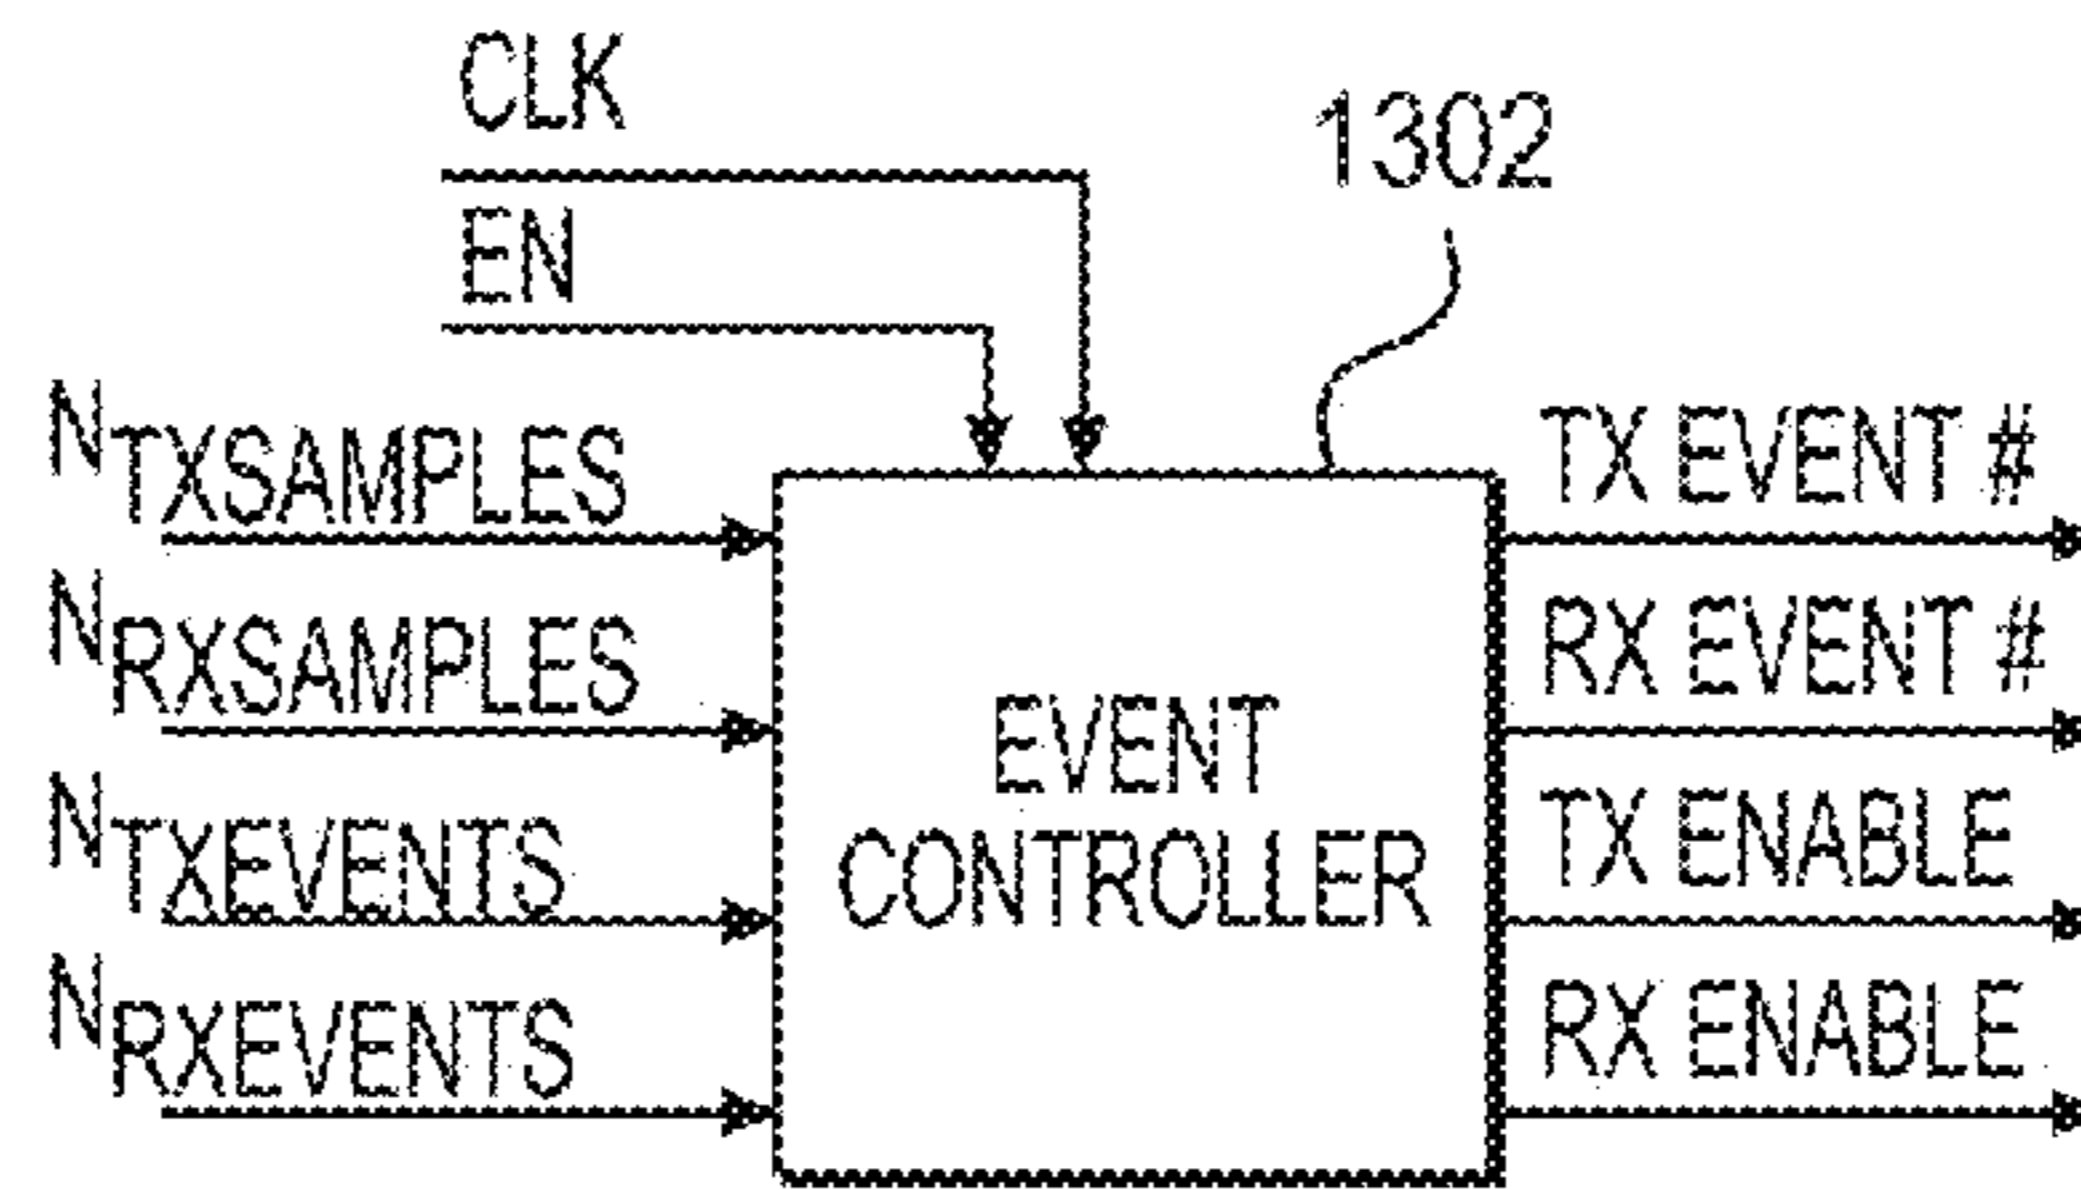 CLK
1302
EN
NTXSAMPLES
TX EVENT #
NRXSAMPLES
RX EVENT #
EVENT
CONTROLLER
NTXEVENTS
TX ENABLE
NRXEVENTS
RX ENABLE